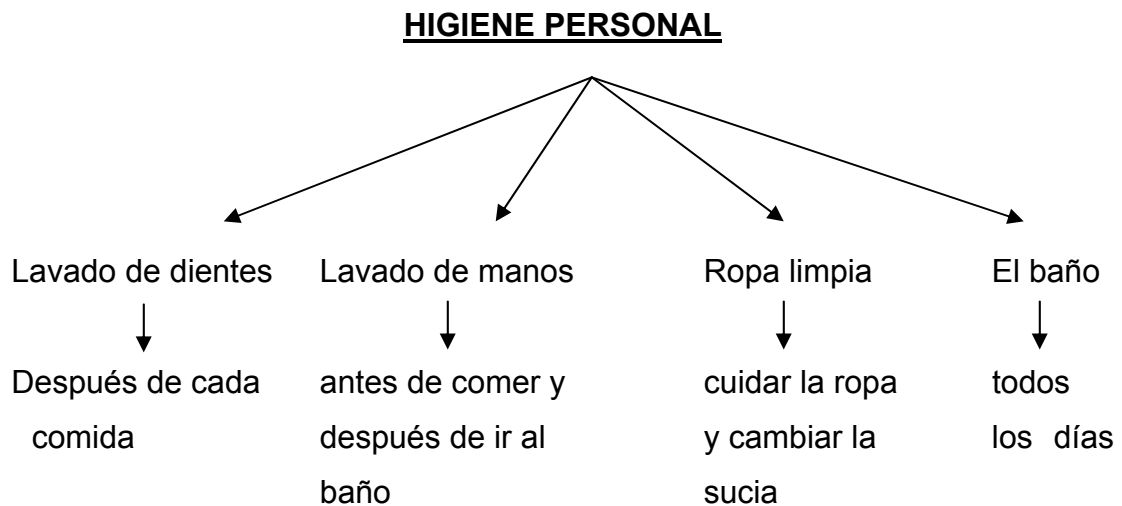 HIGIENE PERSONAL
Lavado de dientes
Después de cada
comida
Lavado de manos
antes de comer y
después de ir al
baño
Ropa limpia
cuidar la ropa
y cambiar la
sucia
El baño
todos
los días